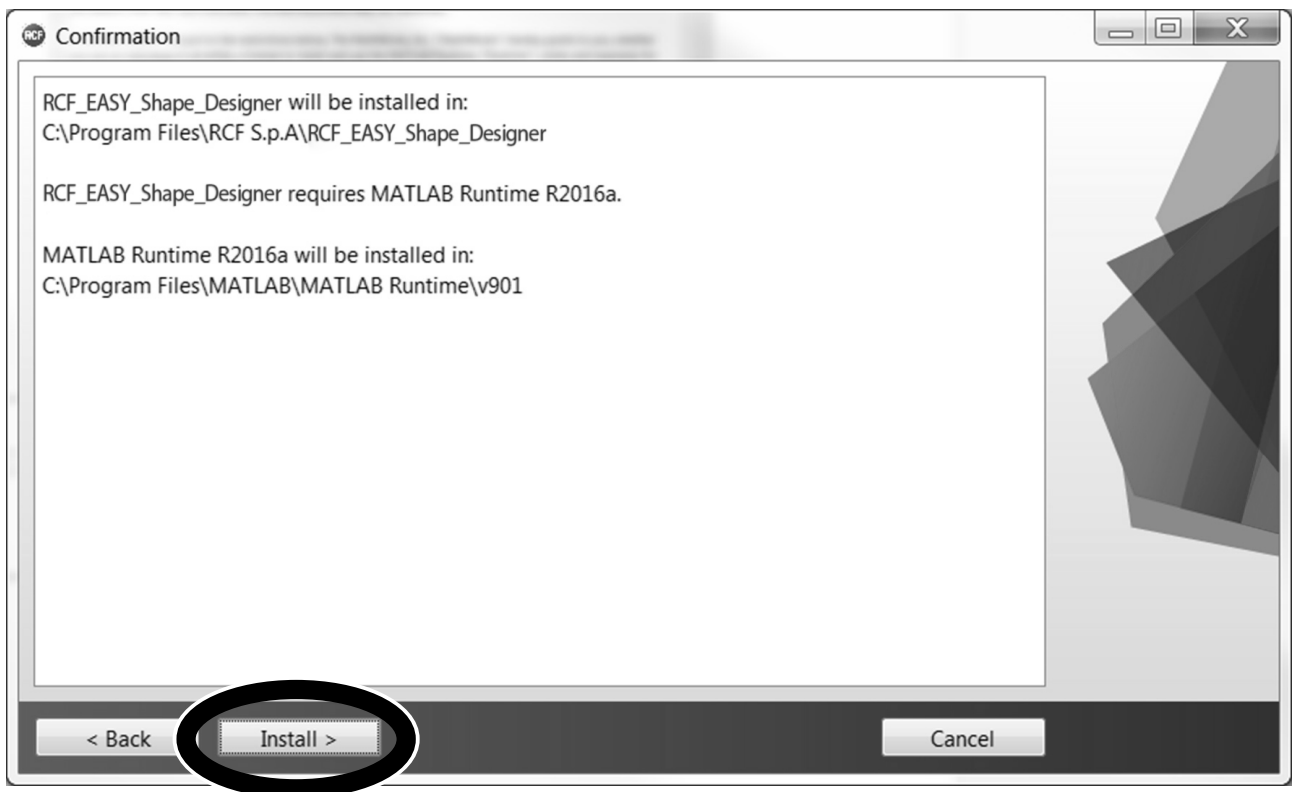 RCF Confirmation
RCF_EASY_Shape_Designer will be installed in:
C:\Program Files\RCF S.p.A\RCF_EASY_Shape_Designer
RCF_EASY_Shape_Designer requires MATLAB Runtime R2016a.
MATLAB Runtime R2016a will be installed in:
C:\Program Files\MATLAB\MATLAB Runtime\v901
< Back Install > Cancel